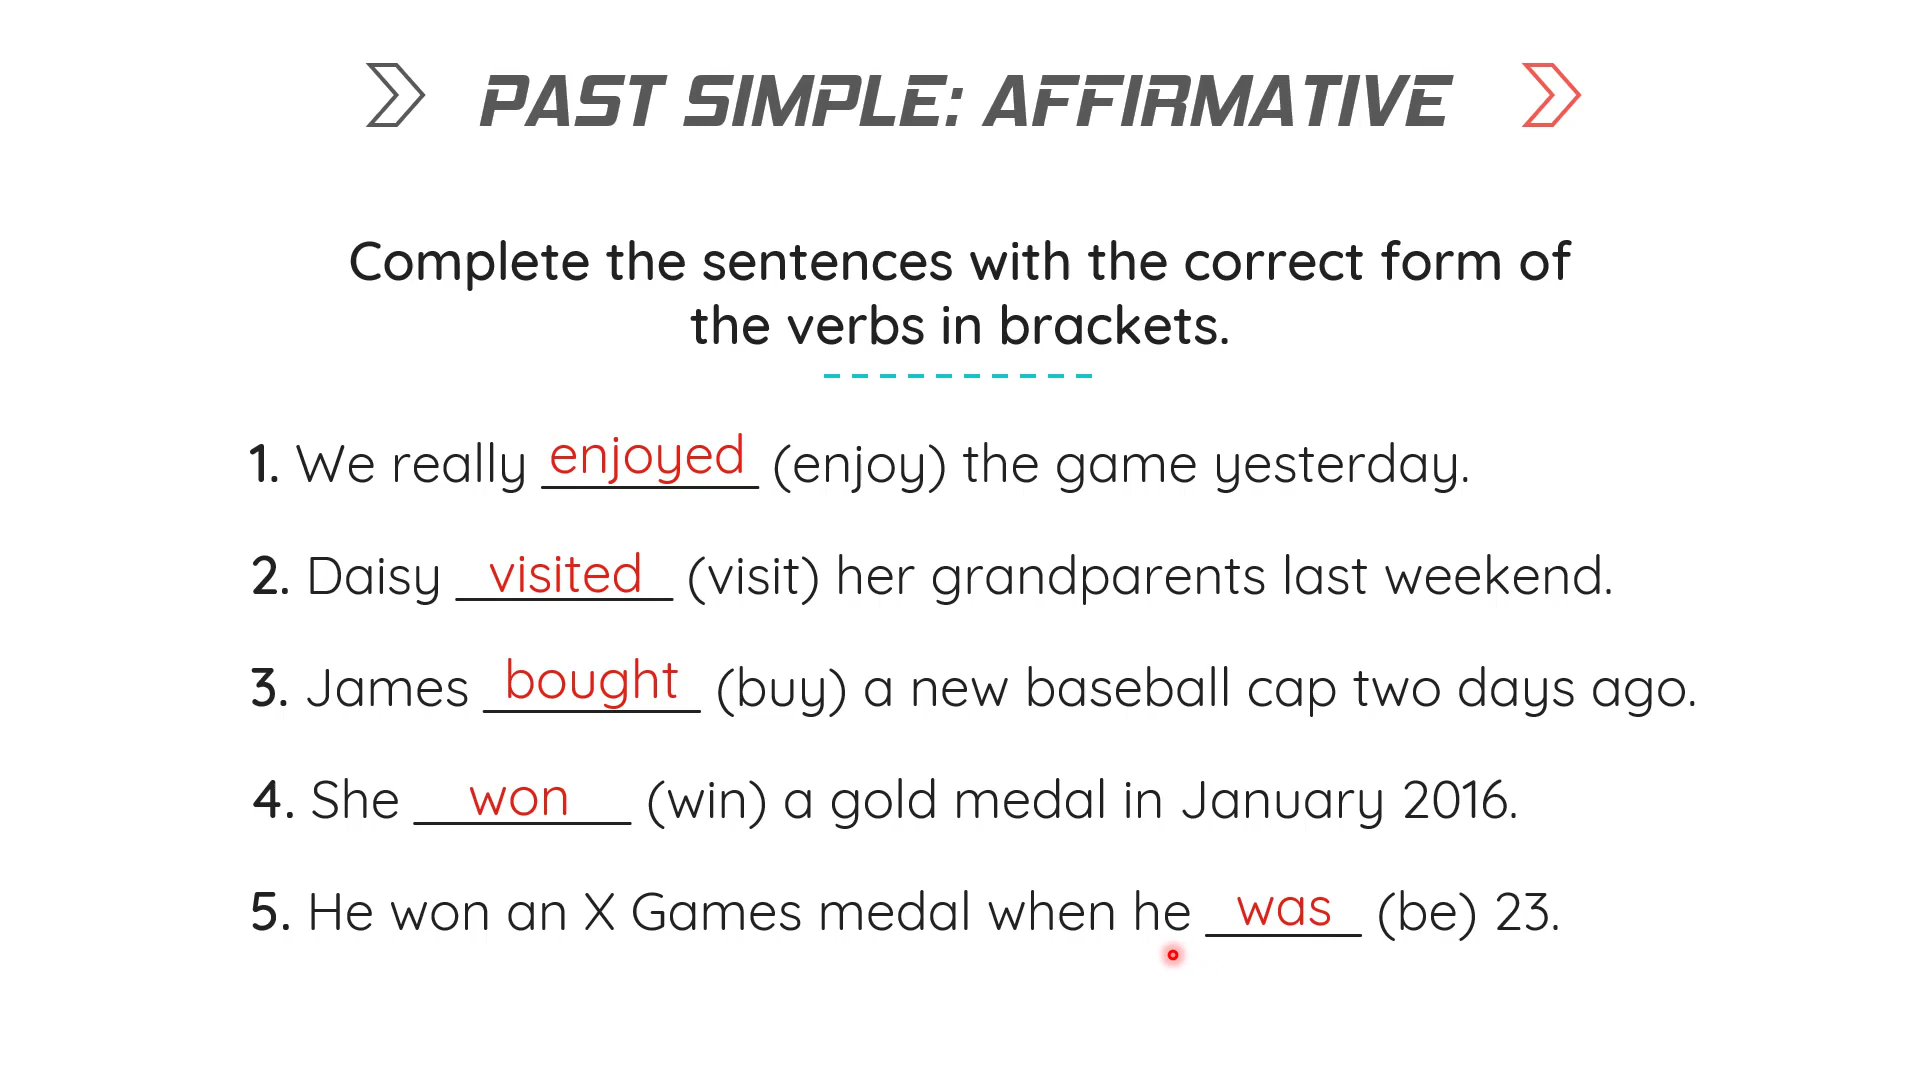 PAST SIMPLE: AFFIRMATIVE
Complete the sentences with the correct form of
the verbs in brackets.
1. We really enjoyed (enjoy) the game yesterday.
2. Daisy visited (visit) her grandparents last weekend.
3. James bought (buy) a new baseball cap two days ago.
4. She won (win) a gold medal in January 2016.
5. He won an X Games medal when he was (be) 23.